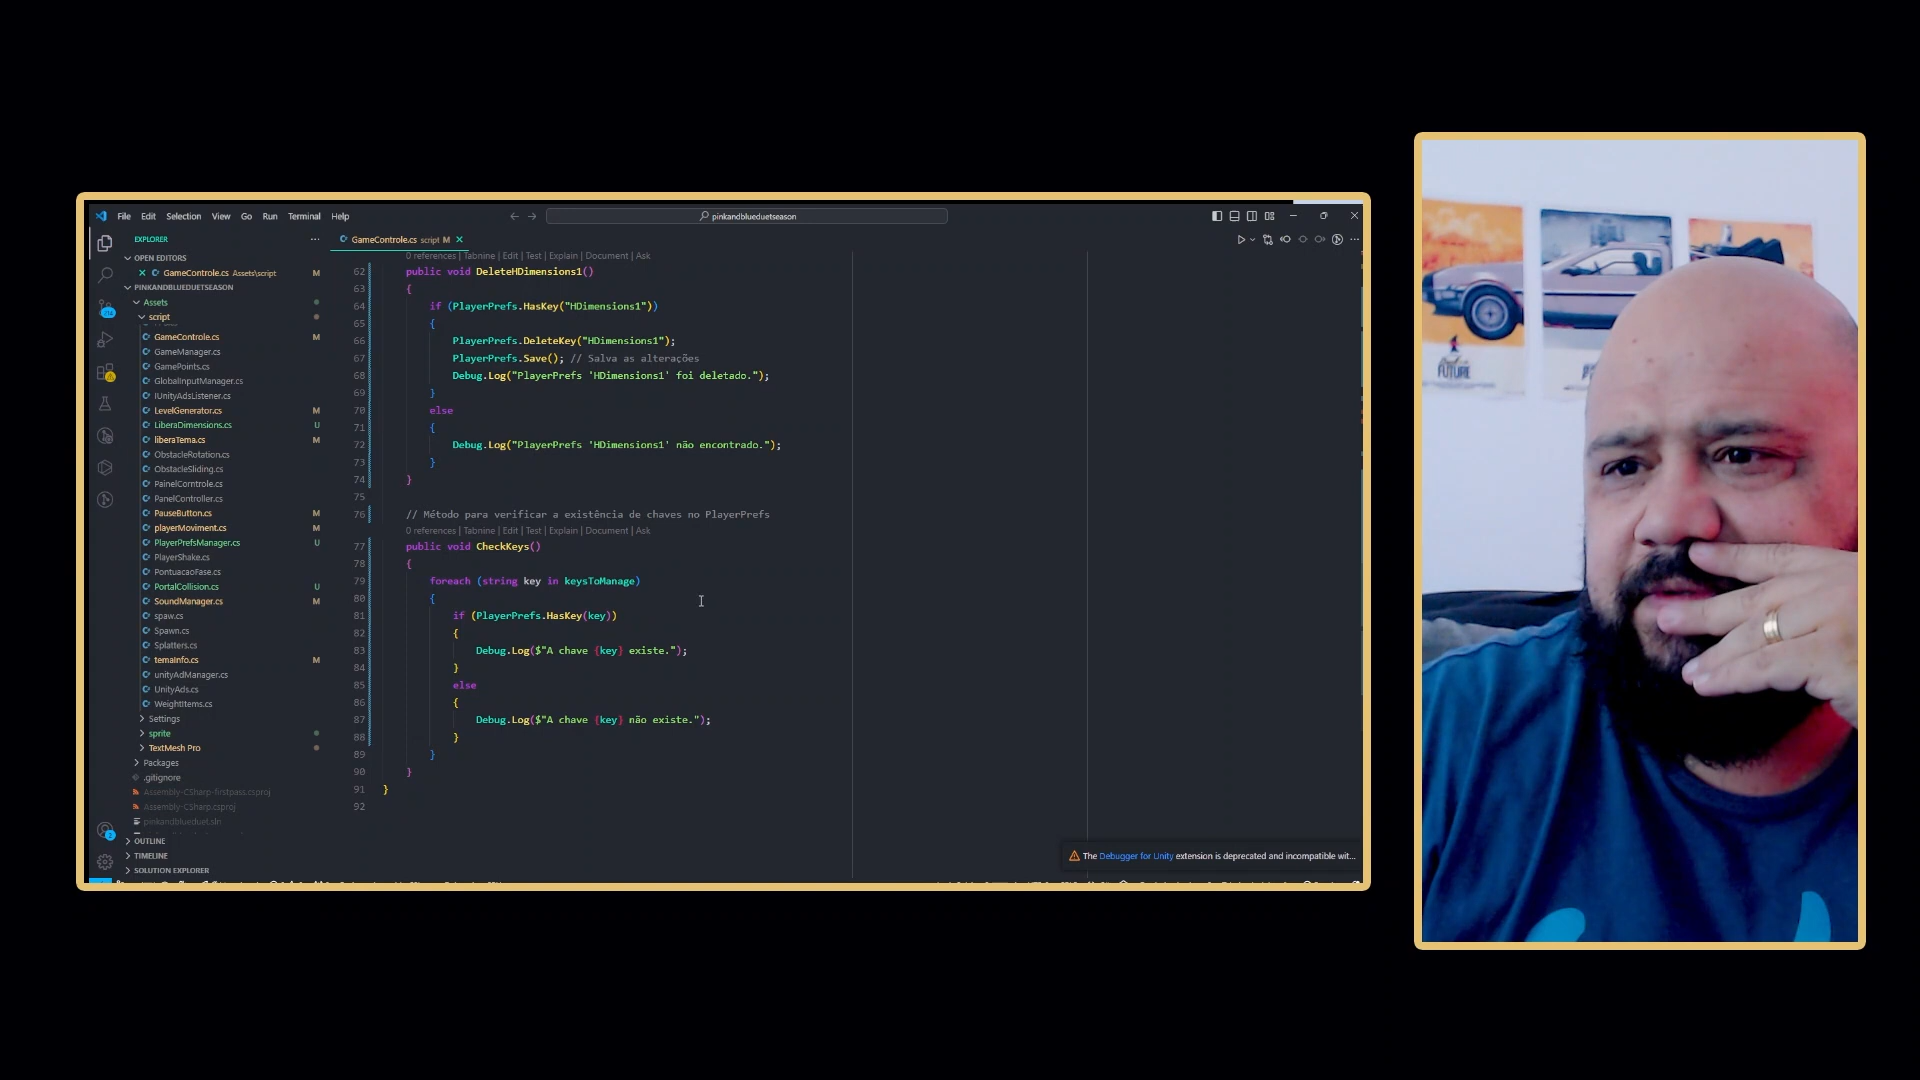 File Edit Selection View Go Run Terminal Help
pinkandblueduetseason
EXPLORER
OPEN EDITORS
GameControle.cs Assets\script M
PINKANDBLUEDUETSEASON
Assets
script
GameControle.cs M
GameManager.cs
GamePoints.cs
GlobalInputManager.cs
IUnityAdsListener.cs
LevelGenerator.cs M
LiberaDimensions.cs U
liberaTema.cs M
ObstacleRotation.cs
ObstacleSliding.cs
PainelCorntrole.cs
PanelController.cs
PauseButton.cs M
playerMoviment.cs M
PlayerPrefsManager.cs U
PlayerShake.cs
PontuacaoFase.cs
PortalCollision.cs U
SoundManager.cs M
spaw.cs
Spawn.cs
Splatters.cs
temaInfo.cs M
unityAdManager.cs
UnityAds.cs
WeightItems.cs
Settings
sprite
TextMesh Pro
Packages
.gitignore
Assembly-CSharp-firstpass.csproj
Assembly-CSharp.csproj
pinkandblueduet.sln
OUTLINE
TIMELINE
SOLUTION EXPLORER
GameControle.cs script M
0 references | Tabnine | Edit | Test | Explain | Document | Ask
62 public void DeleteHDimensions1()
63 {
64 if (PlayerPrefs.HasKey("HDimensions1"))
65 {
66 PlayerPrefs.DeleteKey("HDimensions1");
67 PlayerPrefs.Save(); // Salva as alterações
68 Debug.Log("PlayerPrefs 'HDimensions1' foi deletado.");
69 }
70 else
71 {
72 Debug.Log("PlayerPrefs 'HDimensions1' não encontrado.");
73 }
74 }
75
76 // Método para verificar a existência de chaves no PlayerPrefs
0 references | Tabnine | Edit | Test | Explain | Document | Ask
77 public void CheckKeys()
78 {
79 foreach (string key in keysToManage)
80 {
81 if (PlayerPrefs.HasKey(key))
82 {
83 Debug.Log($"A chave {key} existe.");
84 }
85 else
86 {
87 Debug.Log($"A chave {key} não existe.");
88 }
89 }
90 }
91 }
92
The Debugger for Unity extension is deprecated and incompatible wit...
FUTURE